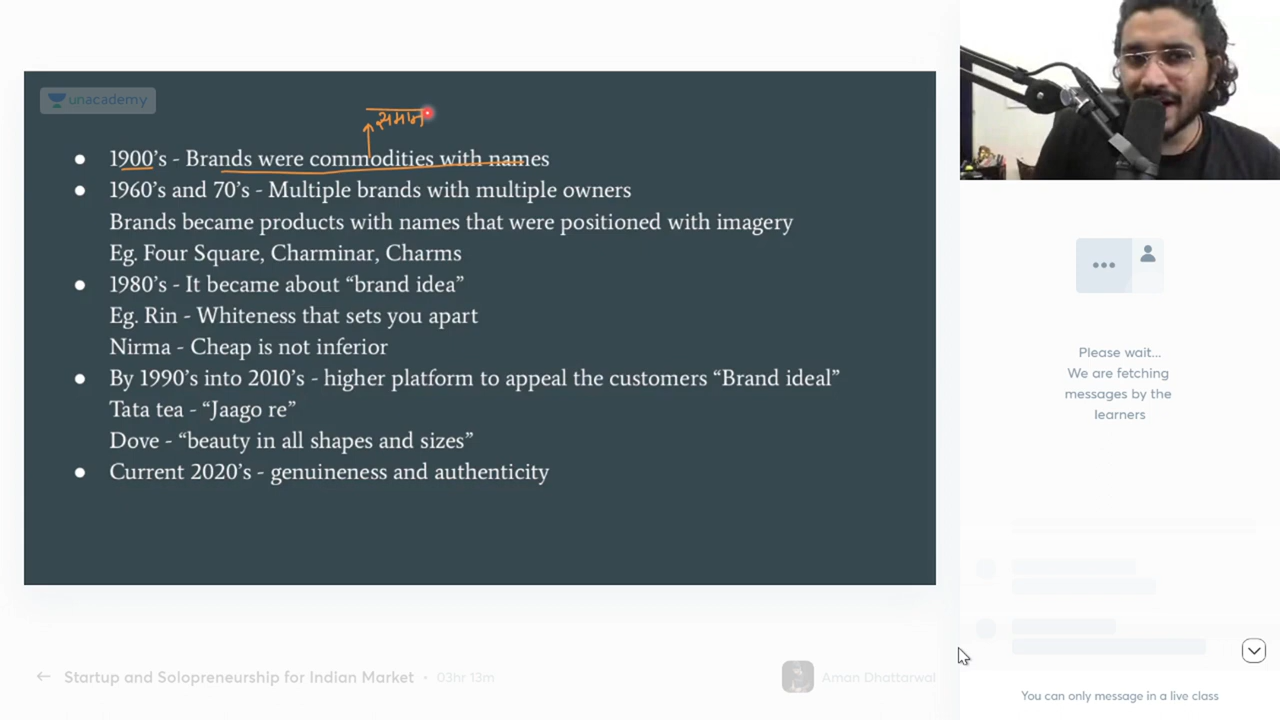 unacademy
● 1900's - Brands were commodities with names
● 1960's and 70's - Multiple brands with multiple owners
Brands became products with names that were positioned with imagery
Eg. Four Square, Charminar, Charms
● 1980's - It became about “brand idea”
Eg. Rin - Whiteness that sets you apart
Nirma - Cheap is not inferior
● By 1990's into 2010's - higher platform to appeal the customers “Brand ideal”
Tata tea - “Jaago re”
Dove - “beauty in all shapes and sizes”
● Current 2020's - genuineness and authenticity
Please wait...
We are fetching
messages by the
learners
Startup and Solopreneurship for Indian Market • 03hr 13m
Aman Dhattarwal
You can only message in a live class